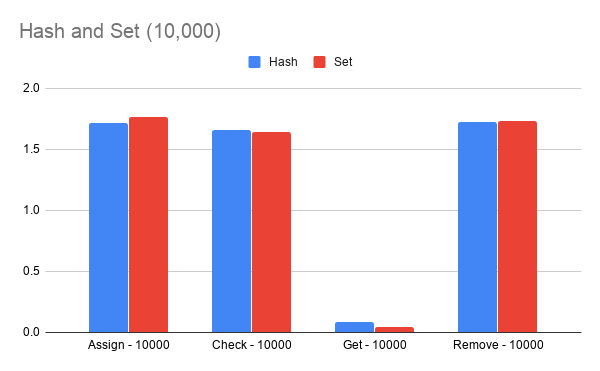 Hash and Set (10,000)
Hash Set
2.0
1.5
1.0
0.5
0.0
Assign - 10000 Check - 10000 Get - 10000 Remove - 10000